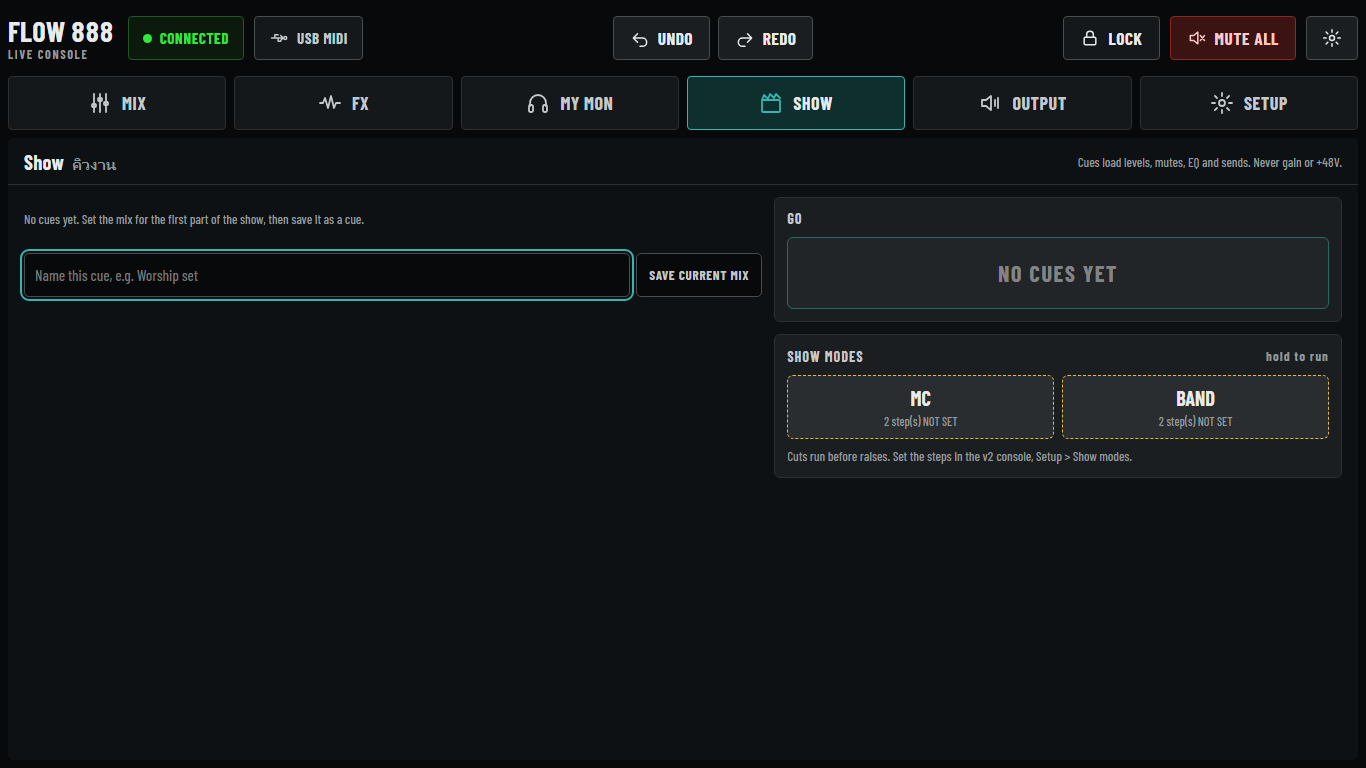 FLOW 888
LIVE CONSOLE
CONNECTED
USB MIDI
UNDO
REDO
LOCK
MUTE ALL
MIX
FX
MY MON
SHOW
OUTPUT
SETUP
Show คิวงาน
Cues load levels, mutes, EQ and sends. Never gain or +48V.
No cues yet. Set the mix for the first part of the show, then save it as a cue.
Name this cue, e.g. Worship set
SAVE CURRENT MIX
GO
NO CUES YET
SHOW MODES
hold to run
MC
2 step(s) NOT SET
BAND
2 step(s) NOT SET
Cuts run before raises. Set the steps in the v2 console, Setup > Show modes.